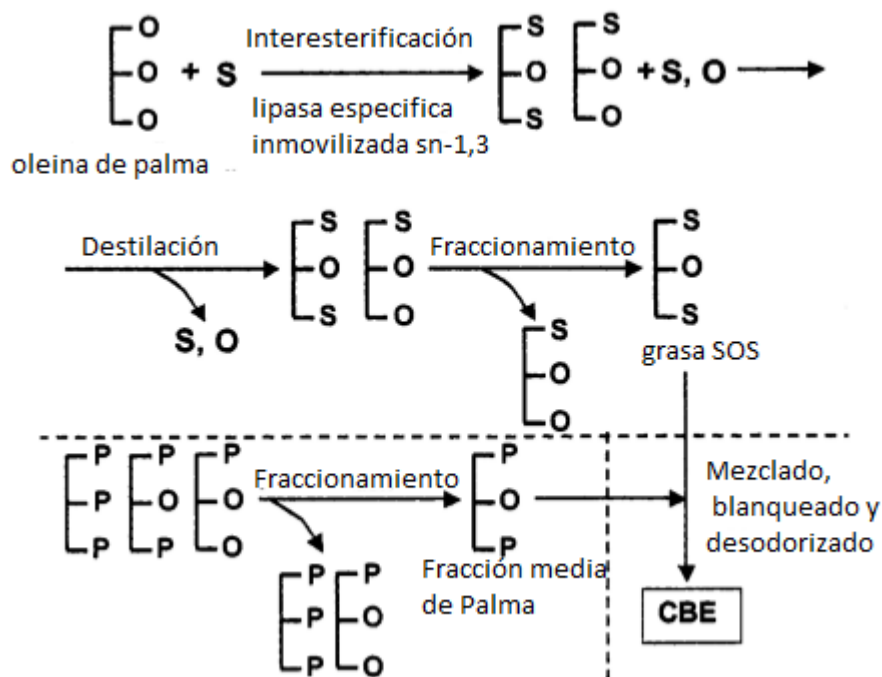 O S S
Interesterificación
O + S O O + S, O
lipasa especifica
inmovilizada sn-1,3
O S O
oleina de palma
S S S
Destilación Fraccionamiento
O O O
S O S
S, O S grasa SOS
O
O
P P P P
Fraccionamiento Mezclado,
P O O O blanqueado y
P P O P desodorizado
P P Fracción media
P O de Palma CBE
P O